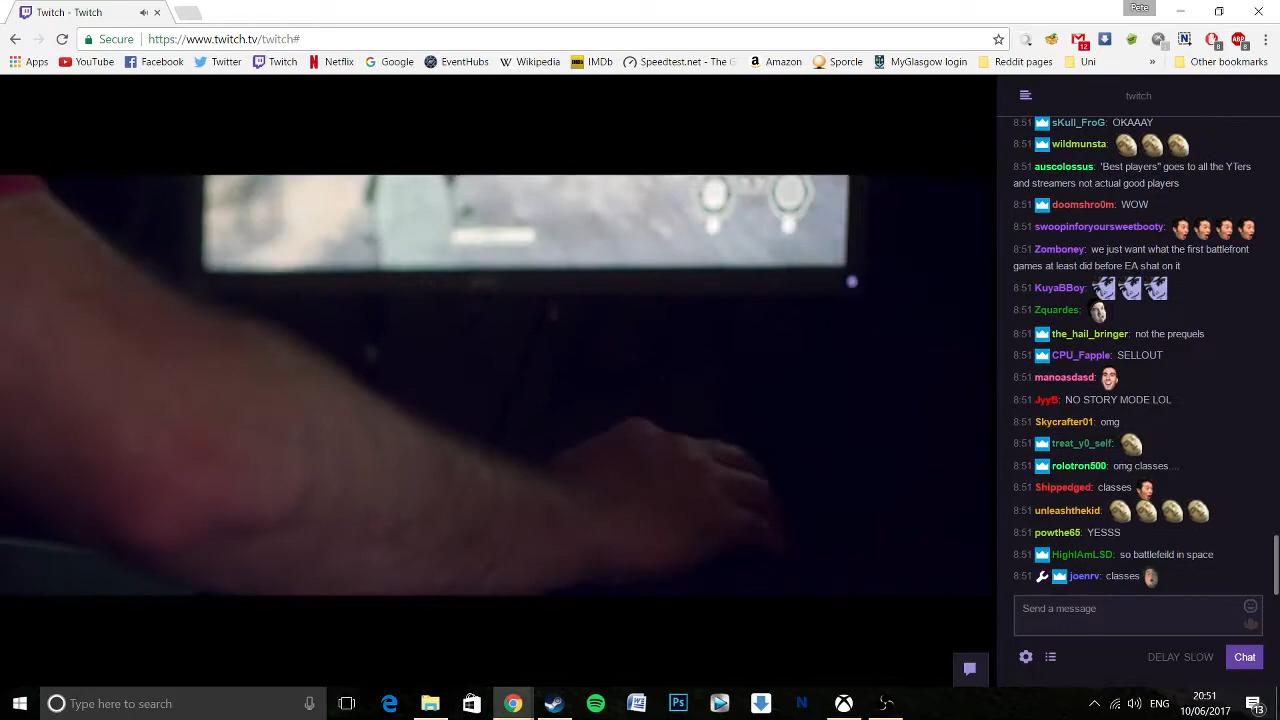 Twitch - Twitch
Pete
Secure
https://www.twitch.tv/twitch#
12
8
8
Apps
YouTube
Facebook
Twitter
Twitch
Netflix
Google
EventHubs
Wikipedia
IMDb
Speedtest.net - The G
Amazon
Sporcle
MyGlasgow login
Reddit pages
Uni
»
Other bookmarks
twitch
8:51 sKull_FroG: OKAAAY
8:51 wildmunsta:
auscolossus: 'Best players" goes to all the YTers
and streamers not actual good players
8:51 doomshro0m: WOW
swoopinforyoursweetbooty:
Zomboney: we just want what the first battlefront
games at least did before EA shat on it
8:51 KuyaBBoy:
8:51 Zquardes:
8:51 the_hail_bringer: not the prequels
8:51 CPU_Fapple: SELLOUT
8:51 manoasdasd:
8:51 Jyy5: NO STORY MODE LOL
8:51 Skycrafter01: omg
8:51 treat_y0_self:
8:51 rolotron500: omg classes....
8:51 Shippedged: classes
8:51 unleashthekid:
8:51 powthe65: YESSS
8:51 HighIAmLSD: so battlefeild in space
8:51 joenrv: classes
Send a message
DELAY SLOW
Chat
Type here to search
ENG
20:51
10/06/2017
13